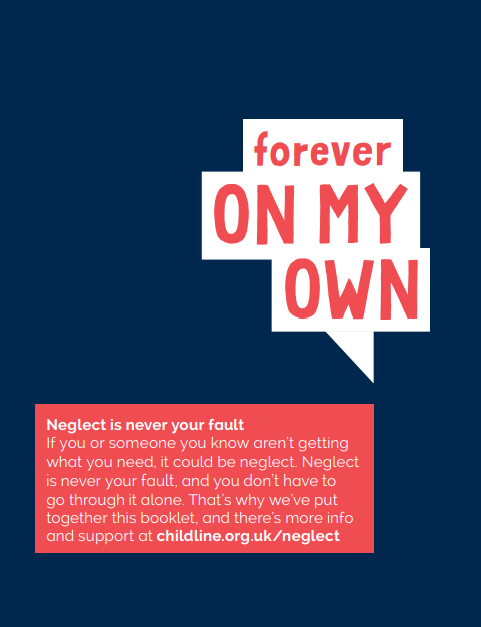 forever
ON MY
OWN
Neglect is never your fault
If you or someone you know aren't getting
what you need, it could be neglect. Neglect
is never your fault, and you don't have to
go through it alone. That's why we've put
together this booklet, and there's more info
and support at childline.org.uk/neglect